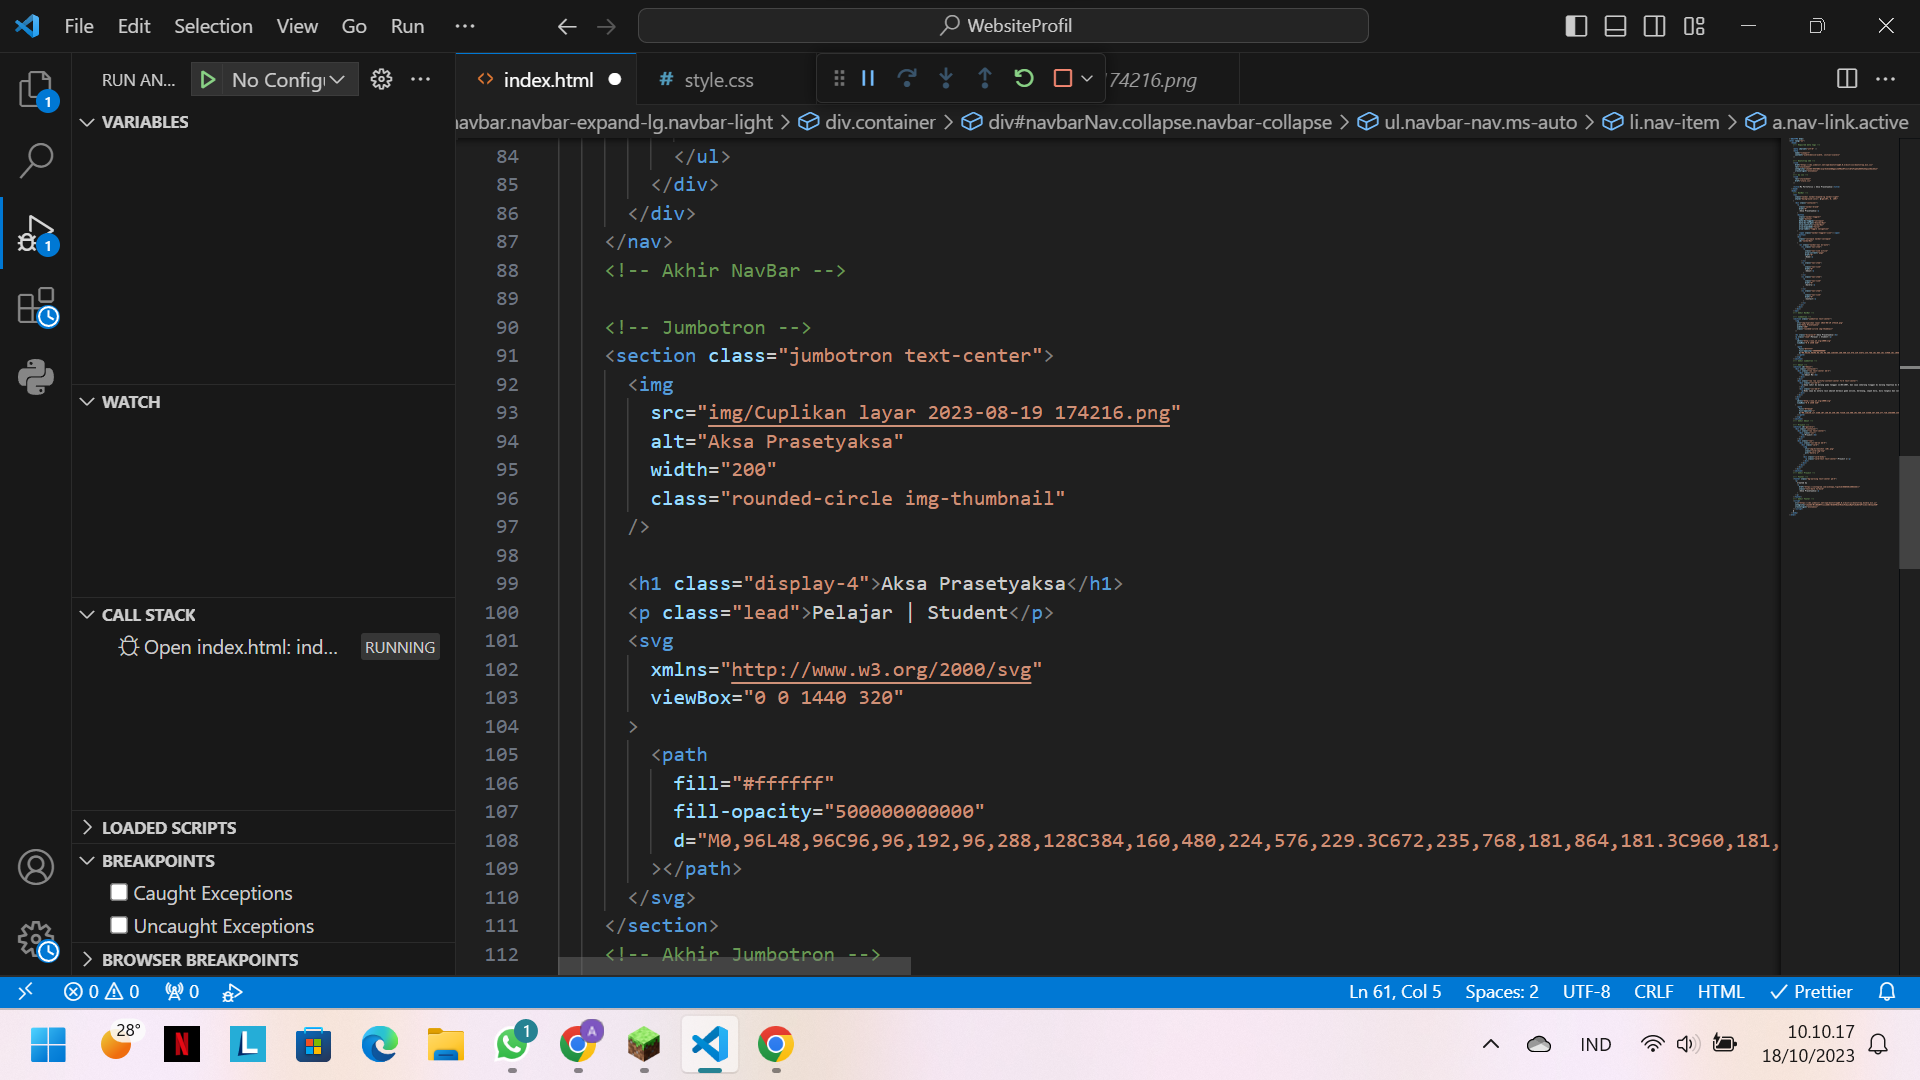 File Edit Selection View Go Run ··· WebsiteProfil
RUN AN... No Config
index.html style.css 174216.png
navbar.navbar-expand-lg.navbar-light > div.container > div#navbarNav.collapse.navbar-collapse > ul.navbar-nav.ms-auto > li.nav-item > a.nav-link.active
VARIABLES
WATCH
CALL STACK
Open index.html: ind... RUNNING
LOADED SCRIPTS
BREAKPOINTS
Caught Exceptions
Uncaught Exceptions
BROWSER BREAKPOINTS
1
1
84 </ul>
85 </div>
86 </div>
87 </nav>
88 <!-- Akhir NavBar -->
89
90 <!-- Jumbotron -->
91 <section class="jumbotron text-center">
92 <img
93 src="img/Cuplikan layar 2023-08-19 174216.png"
94 alt="Aksa Prasetyaksa"
95 width="200"
96 class="rounded-circle img-thumbnail"
97 />
98
99 <h1 class="display-4">Aksa Prasetyaksa</h1>
100 <p class="lead">Pelajar | Student</p>
101 <svg
102 xmlns="http://www.w3.org/2000/svg"
103 viewBox="0 0 1440 320"
104 >
105 <path
106 fill="#ffffff"
107 fill-opacity="500000000000"
108 d="M0,96L48,96C96,96,192,96,288,128C384,160,480,224,576,229.3C672,235,768,181,864,181.3C960,181,
109 ></path>
110 </svg>
111 </section>
112 <!-- Akhir Jumbotron -->
0 0 0 Ln 61, Col 5 Spaces: 2 UTF-8 CRLF HTML Prettier
28° N L 1 A IND 10.10.17
18/10/2023